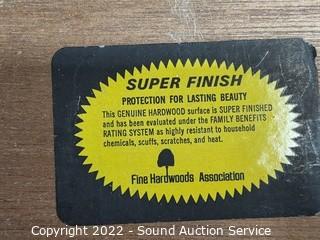 SUPER FINISH
PROTECTION FOR LASTING BEAUTY
This GENUINE HARDWOOD surface is SUPER FINISHED
and has been evaluated under the FAMILY BENEFITS
RATING SYSTEM as highly resistant to household
chemicals, scuffs, scratches, and heat.
Fine Hardwoods Association
Copyright 2022 - Sound Auction Service